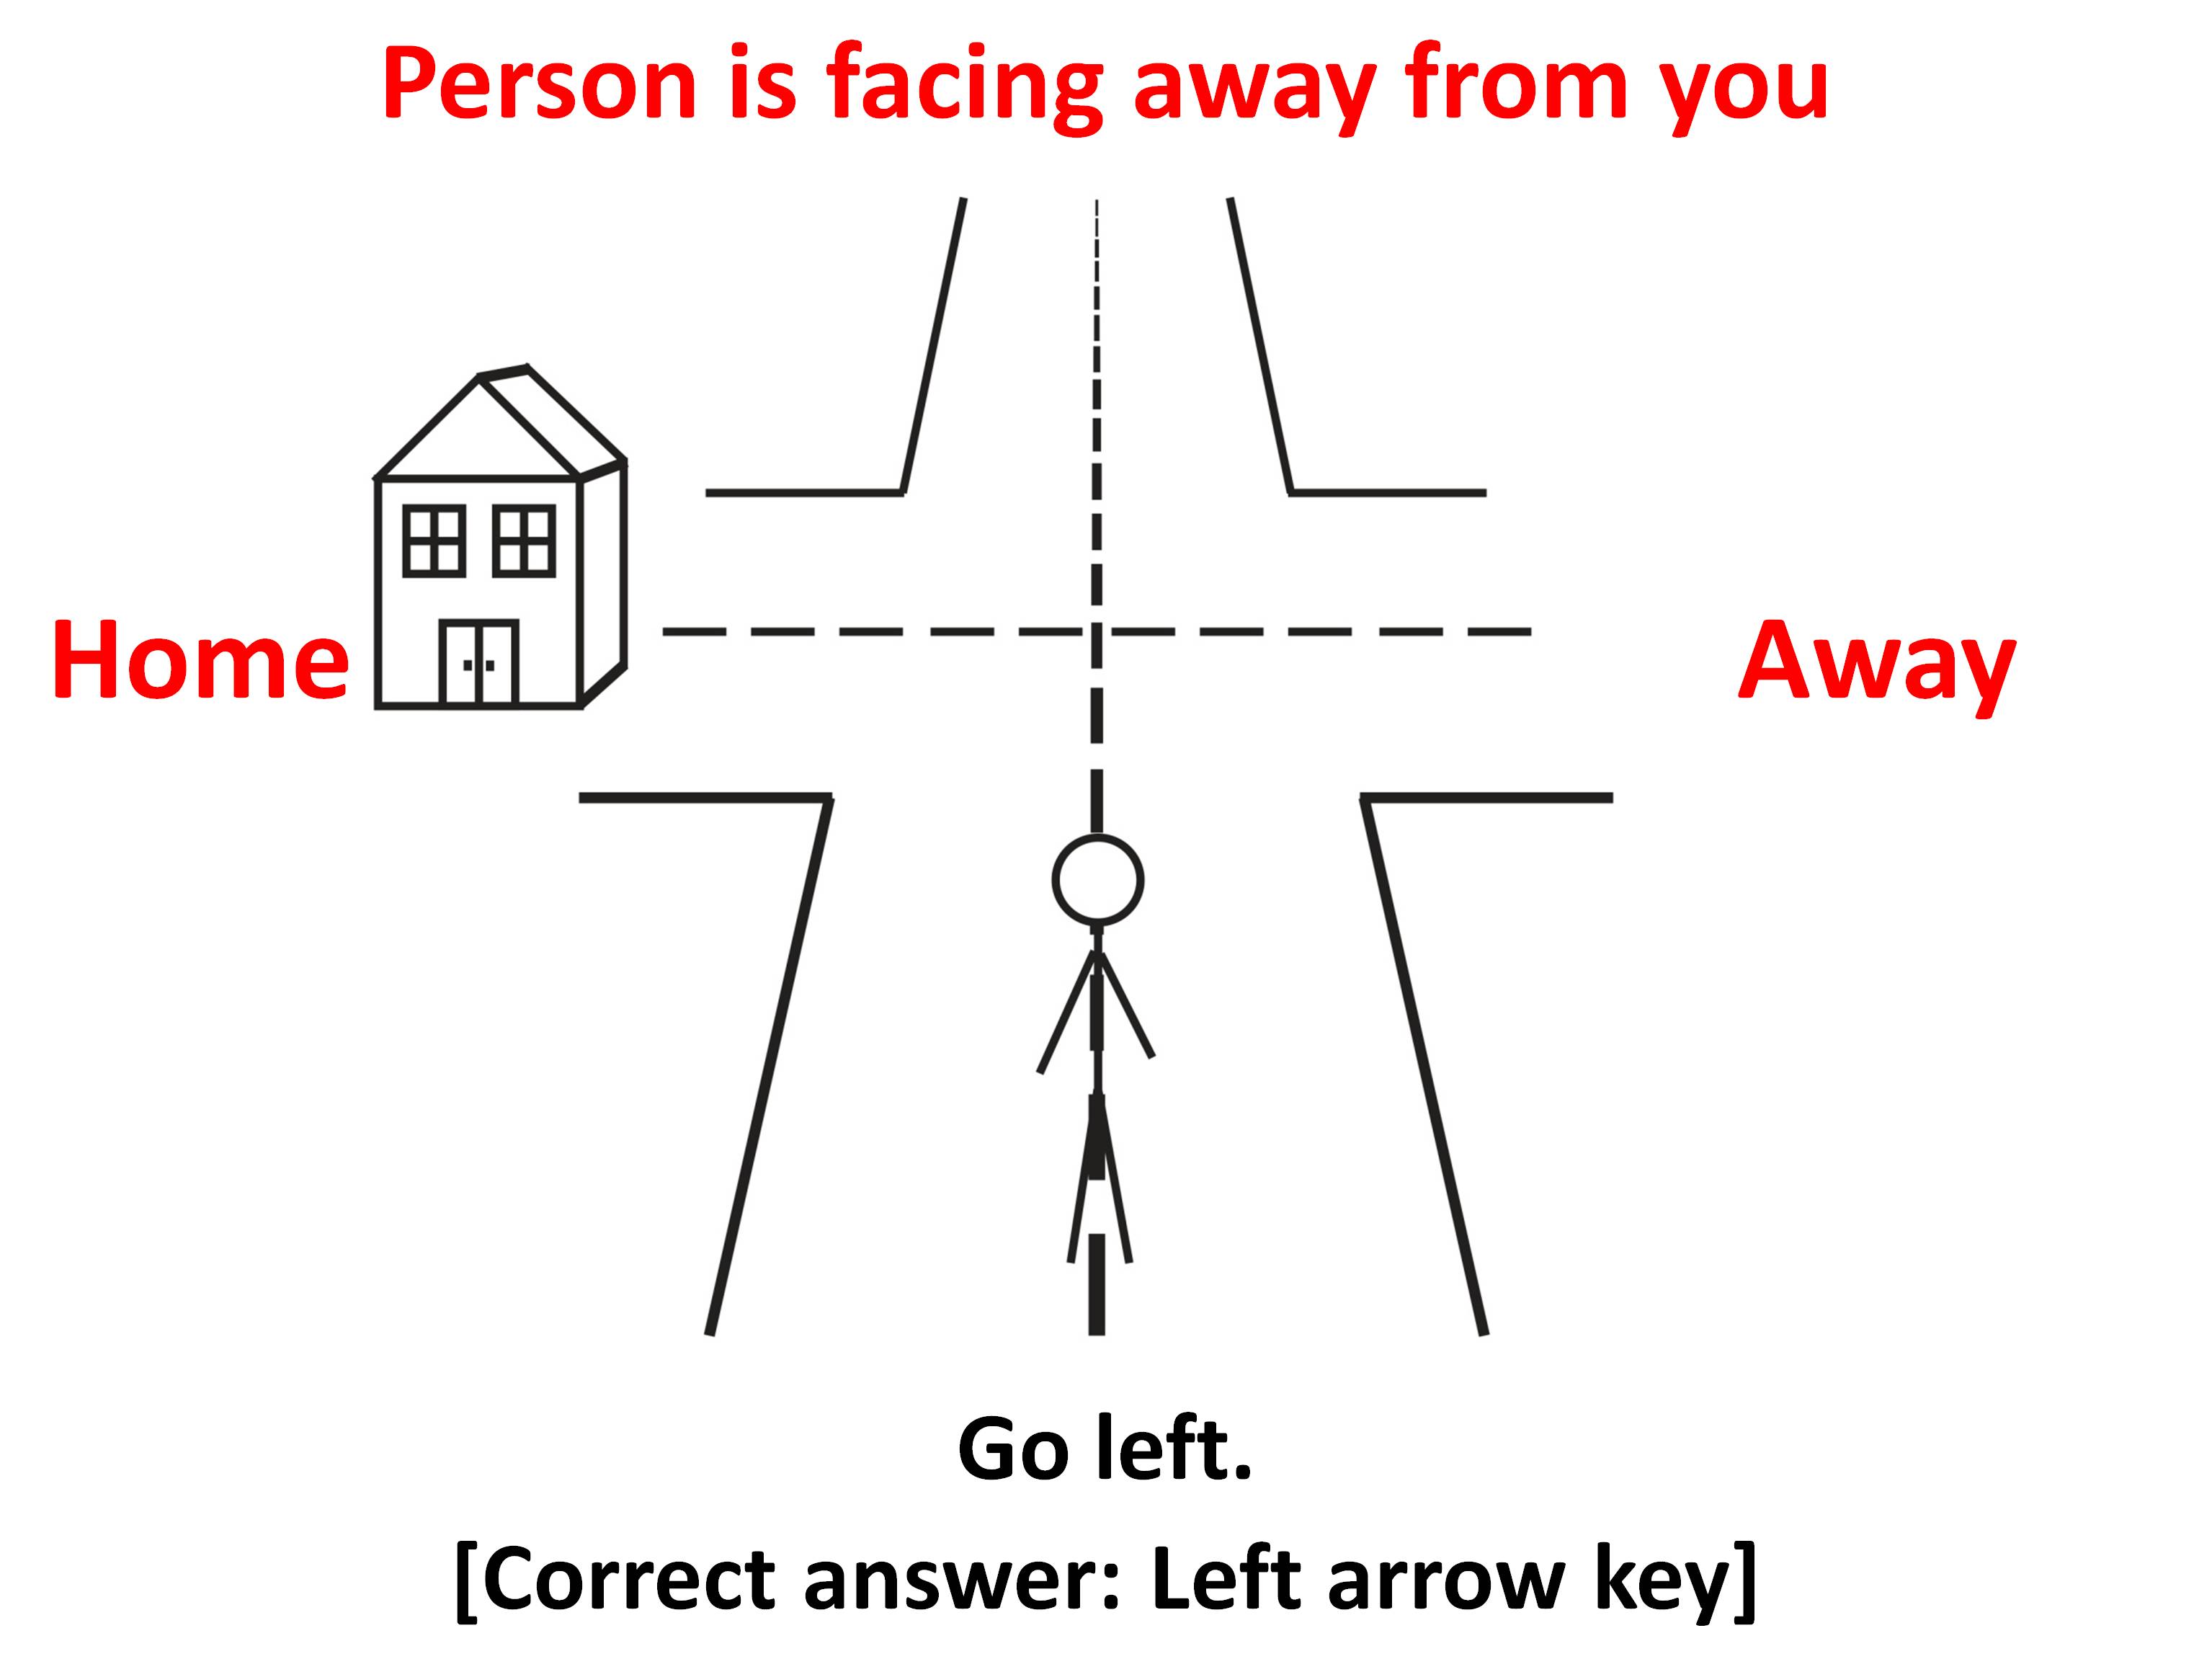 Person is facing away from you
Home
Away
Go left.
[Correct answer: Left arrow key]